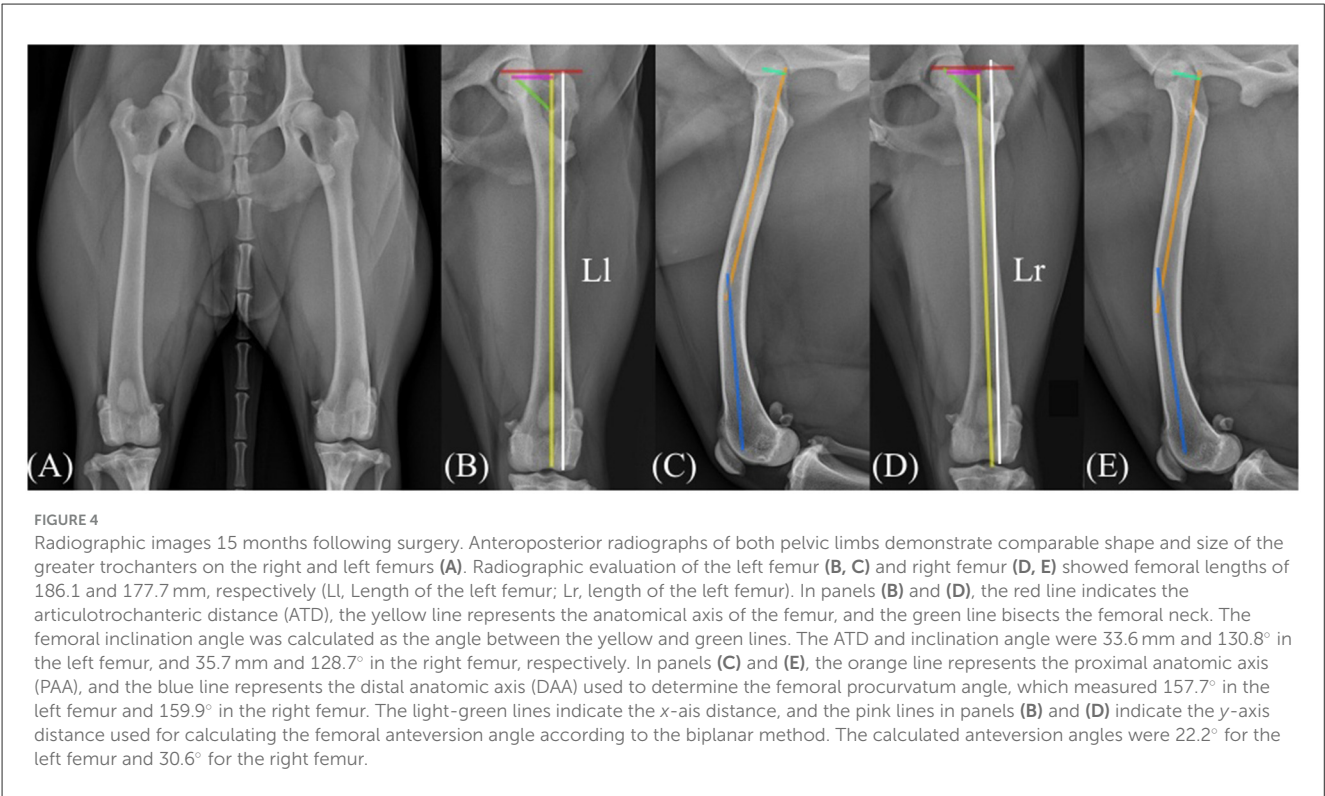 (A)
(B)
Ll
(C)
(D)
Lr
(E)
FIGURE 4
Radiographic images 15 months following surgery. Anteroposterior radiographs of both pelvic limbs demonstrate comparable shape and size of the
greater trochanters on the right and left femurs (A). Radiographic evaluation of the left femur (B, C) and right femur (D, E) showed femoral lengths of
186.1 and 177.7 mm, respectively (Ll, Length of the left femur; Lr, length of the left femur). In panels (B) and (D), the red line indicates the
articulotrochanteric distance (ATD), the yellow line represents the anatomical axis of the femur, and the green line bisects the femoral neck. The
femoral inclination angle was calculated as the angle between the yellow and green lines. The ATD and inclination angle were 33.6 mm and 130.8° in
the left femur, and 35.7 mm and 128.7° in the right femur, respectively. In panels (C) and (E), the orange line represents the proximal anatomic axis
(PAA), and the blue line represents the distal anatomic axis (DAA) used to determine the femoral procurvatum angle, which measured 157.7° in the
left femur and 159.9° in the right femur. The light-green lines indicate the x-ais distance, and the pink lines in panels (B) and (D) indicate the y-axis
distance used for calculating the femoral anteversion angle according to the biplanar method. The calculated anteversion angles were 22.2° for the
left femur and 30.6° for the right femur.